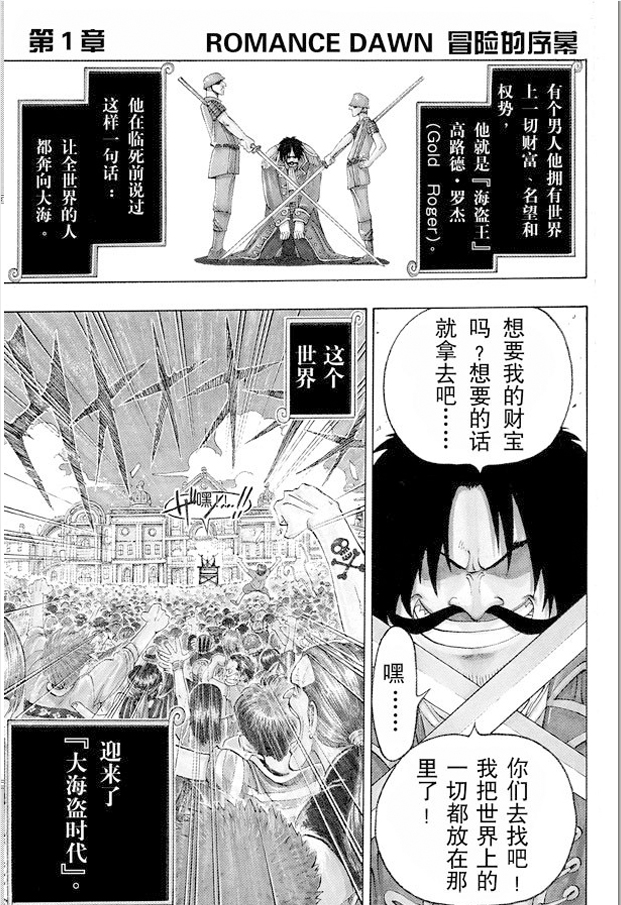 第1章
ROMANCE DAWN 冒险的序幕
有个男人他拥有世界
上一切财富、名望和
权势，
他就是『海盗王』
高路德·罗杰
(Gold Roger)。
他在临死前说过
这样一句话：
让全世界的人
都奔向大海。
想要我的财宝
吗？想要的话
就拿去吧……
嘿……
你们去找吧！
我把世界上的
一切都放在那
里了！
这个
世界
嘿
迎来了
『大海盗时代』。